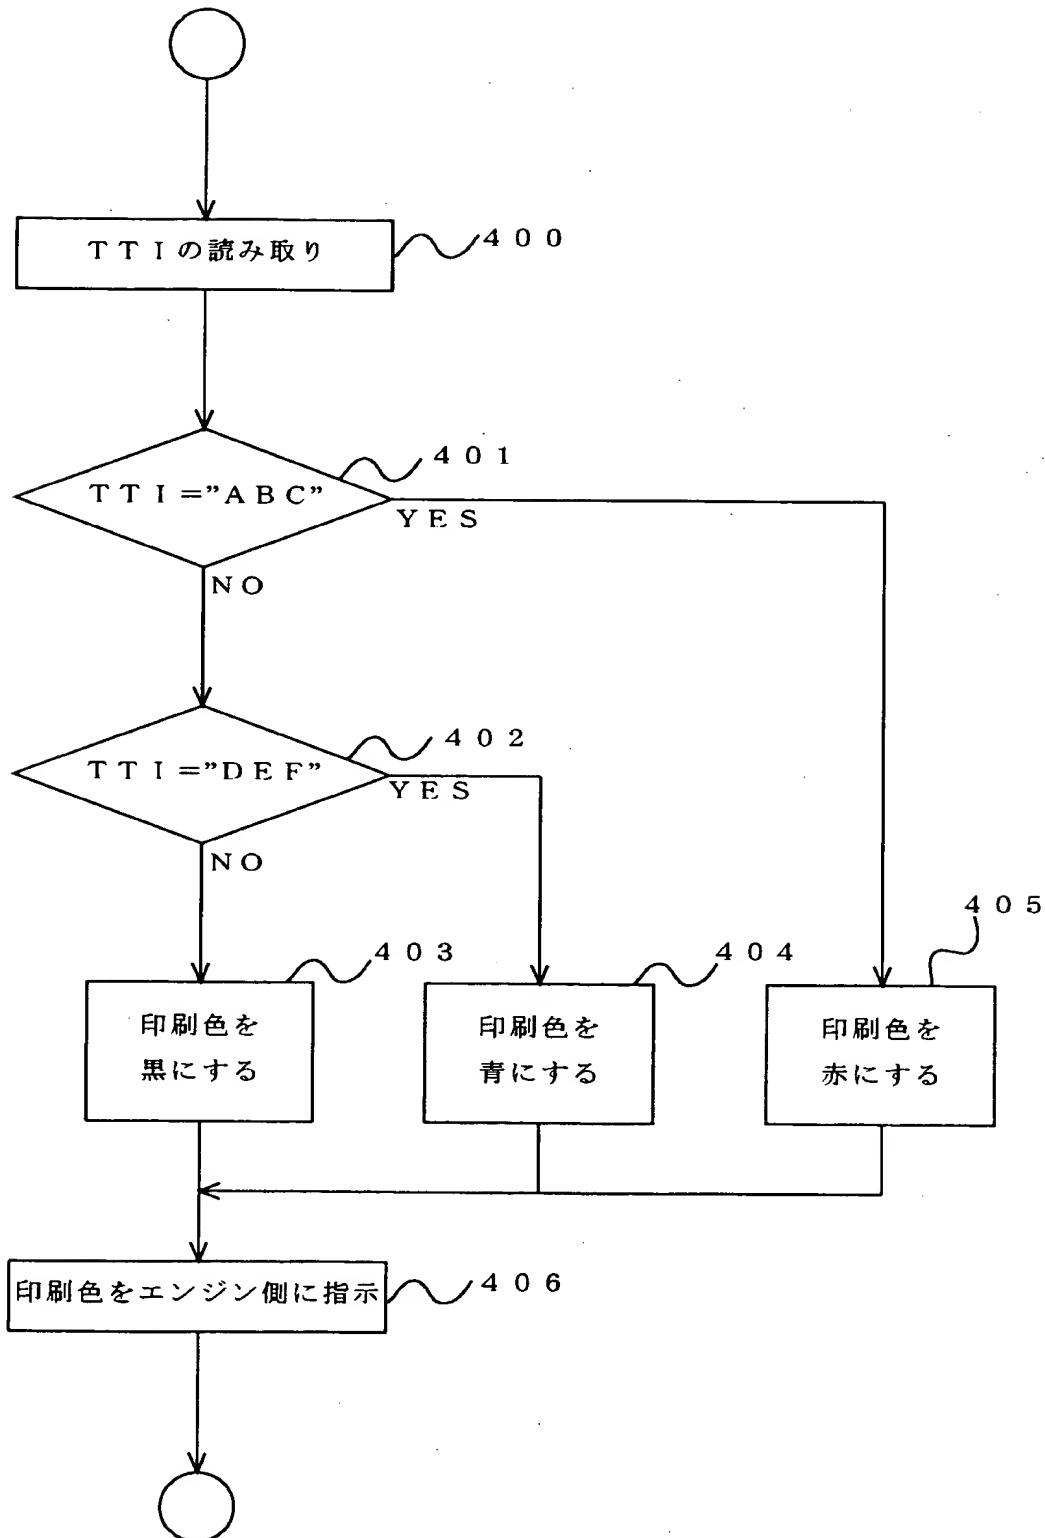 TTIの読み取り
400
401
TTI="ABC"
YES
NO
402
TTI="DEF"
YES
NO
403
404
405
印刷色を
黒にする
印刷色を
青にする
印刷色を
赤にする
印刷色をエンジン側に指示
406